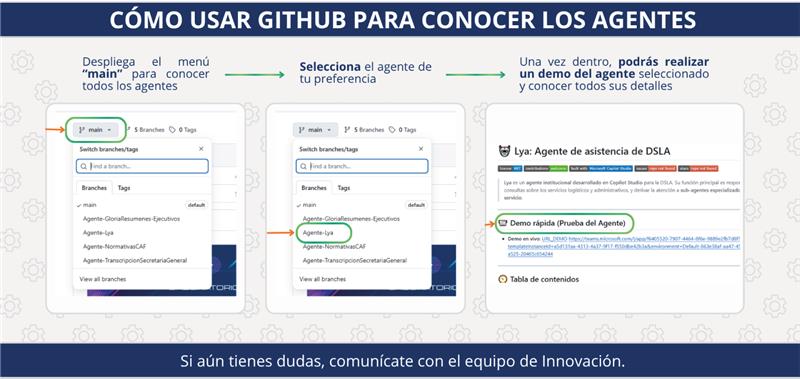 CÓMO USAR GITHUB PARA CONOCER LOS AGENTES
Despliega el menú
“main” para conocer
todos los agentes
Selecciona el agente de
tu preferencia
Una vez dentro, podrás realizar
un demo del agente seleccionado
y conocer todos sus detalles
main
5 Branches
0 Tags
Switch branches/tags
Find a branch...
Branches
Tags
main
default
Agente-GloriaResumenes-Ejecutivos
Agente-Lya
Agente-NormativasCAF
Agente-TranscripcionSecretariaGeneral
View all branches
main
5 Branches
0 Tags
Switch branches/tags
Find a branch...
Branches
Tags
main
default
Agente-GloriaResumenes-Ejecutivos
Agente-Lya
Agente-NormativasCAF
Agente-TranscripcionSecretariaGeneral
View all branches
Lya: Agente de asistencia de DSLA
Lya es un agente institucional desarrollado en Copilot Studio para la DSLA. Su función principal es respon
consultas sobre los servicios logísticos y administrativos, y derivar la atención a sub-agentes especializad
servicio.
Demo rápida (Prueba del Agente)
Demo en vivo: URL_DEMO
Tabla de contenidos
Si aún tienes dudas, comunícate con el equipo de Innovación.